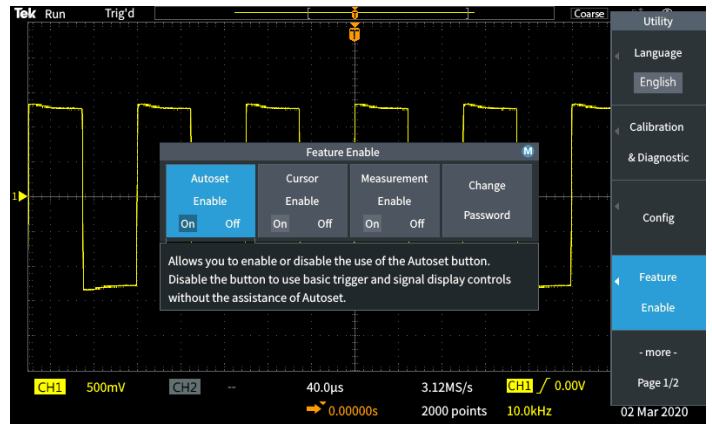 Tek Run Trig'd Coarse
T
Utility
Language
English
Calibration
& Diagnostic
Config
Feature
Enable
- more -
Page 1/2
Feature Enable M
Autoset Enable On Off
Cursor Enable On Off
Measurement Enable On Off
Change Password
Allows you to enable or disable the use of the Autoset button.
Disable the button to use basic trigger and signal display controls
without the assistance of Autoset.
1
CH1 500mV CH2 -- 40.0µs 3.12MS/s CH1 0.00V
0.00000s 2000 points 10.0kHz 02 Mar 2020